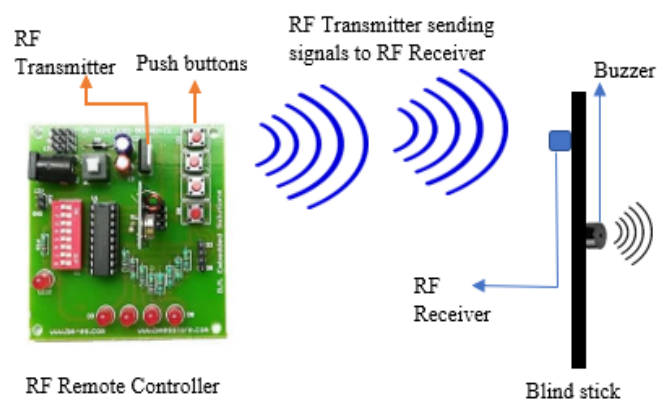 RF Transmitter sending
signals to RF Receiver
RF
Transmitter
Push buttons
Buzzer
RF
Receiver
RF Remote Controller
Blind stick